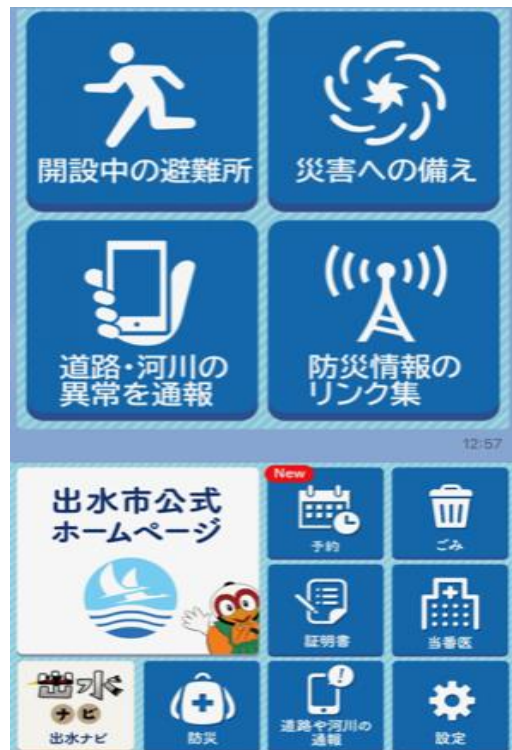 開設中の避難所
災害への備え
道路・河川の
異常を通報
防災情報の
リンク集
12:57
出水市公式
ホームページ
New
予約
ごみ
証明書
当番医
出水
ナビ
出水ナビ
防災
道路や河川の
通報
設定